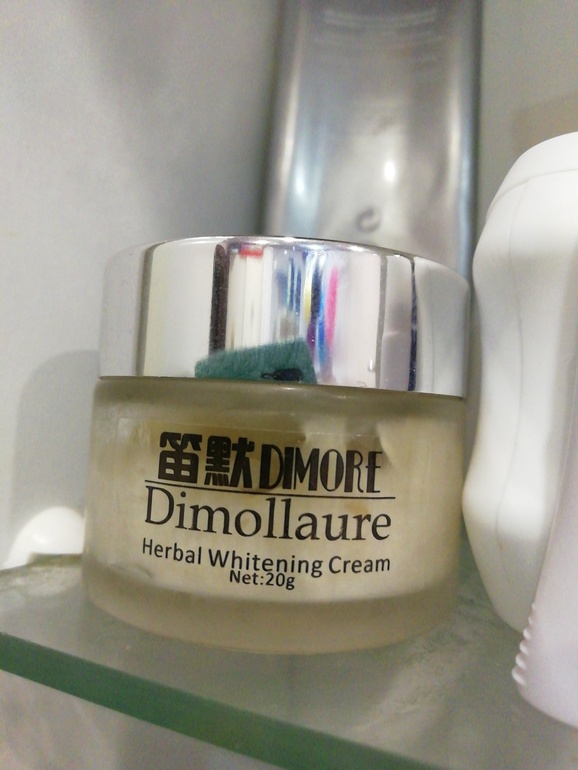 笛默DIMORE
Dimollaure
Herbal Whitening Cream
Net:20g